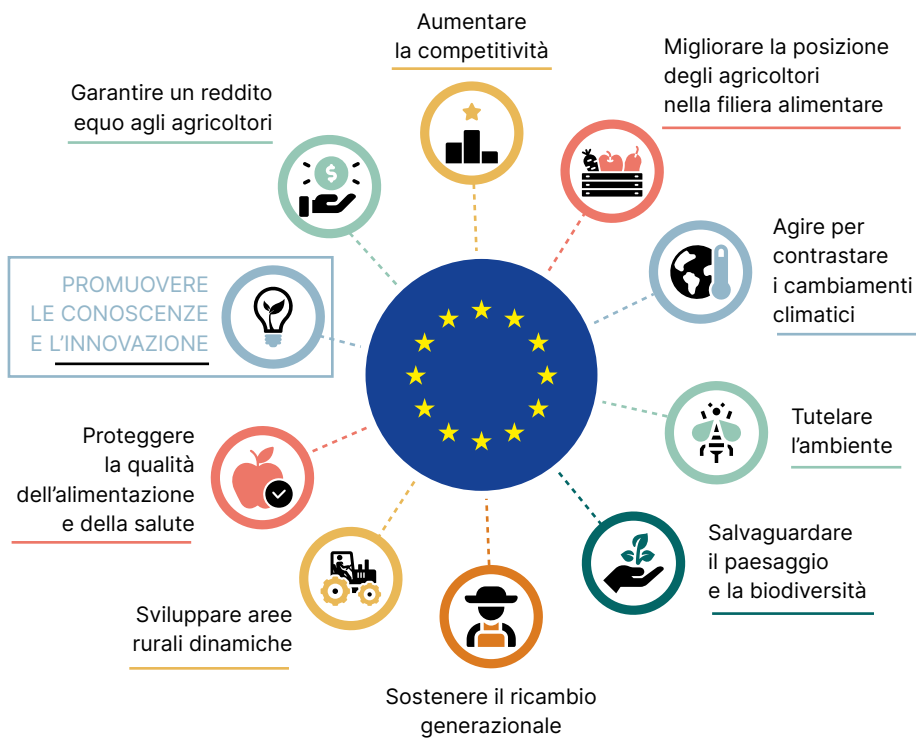 Aumentare
la competitività
Migliorare la posizione
degli agricoltori
nella filiera alimentare
Garantire un reddito
equo agli agricoltori
$
Agire per
contrastare
i cambiamenti
climatici
PROMUOVERE
LE CONOSCENZE
E L’INNOVAZIONE
Tutelare
l’ambiente
Proteggere
la qualità
dell’alimentazione
e della salute
Salvaguardare
il paesaggio
e la biodiversità
Sviluppare aree
rurali dinamiche
Sostenere il ricambio
generazionale